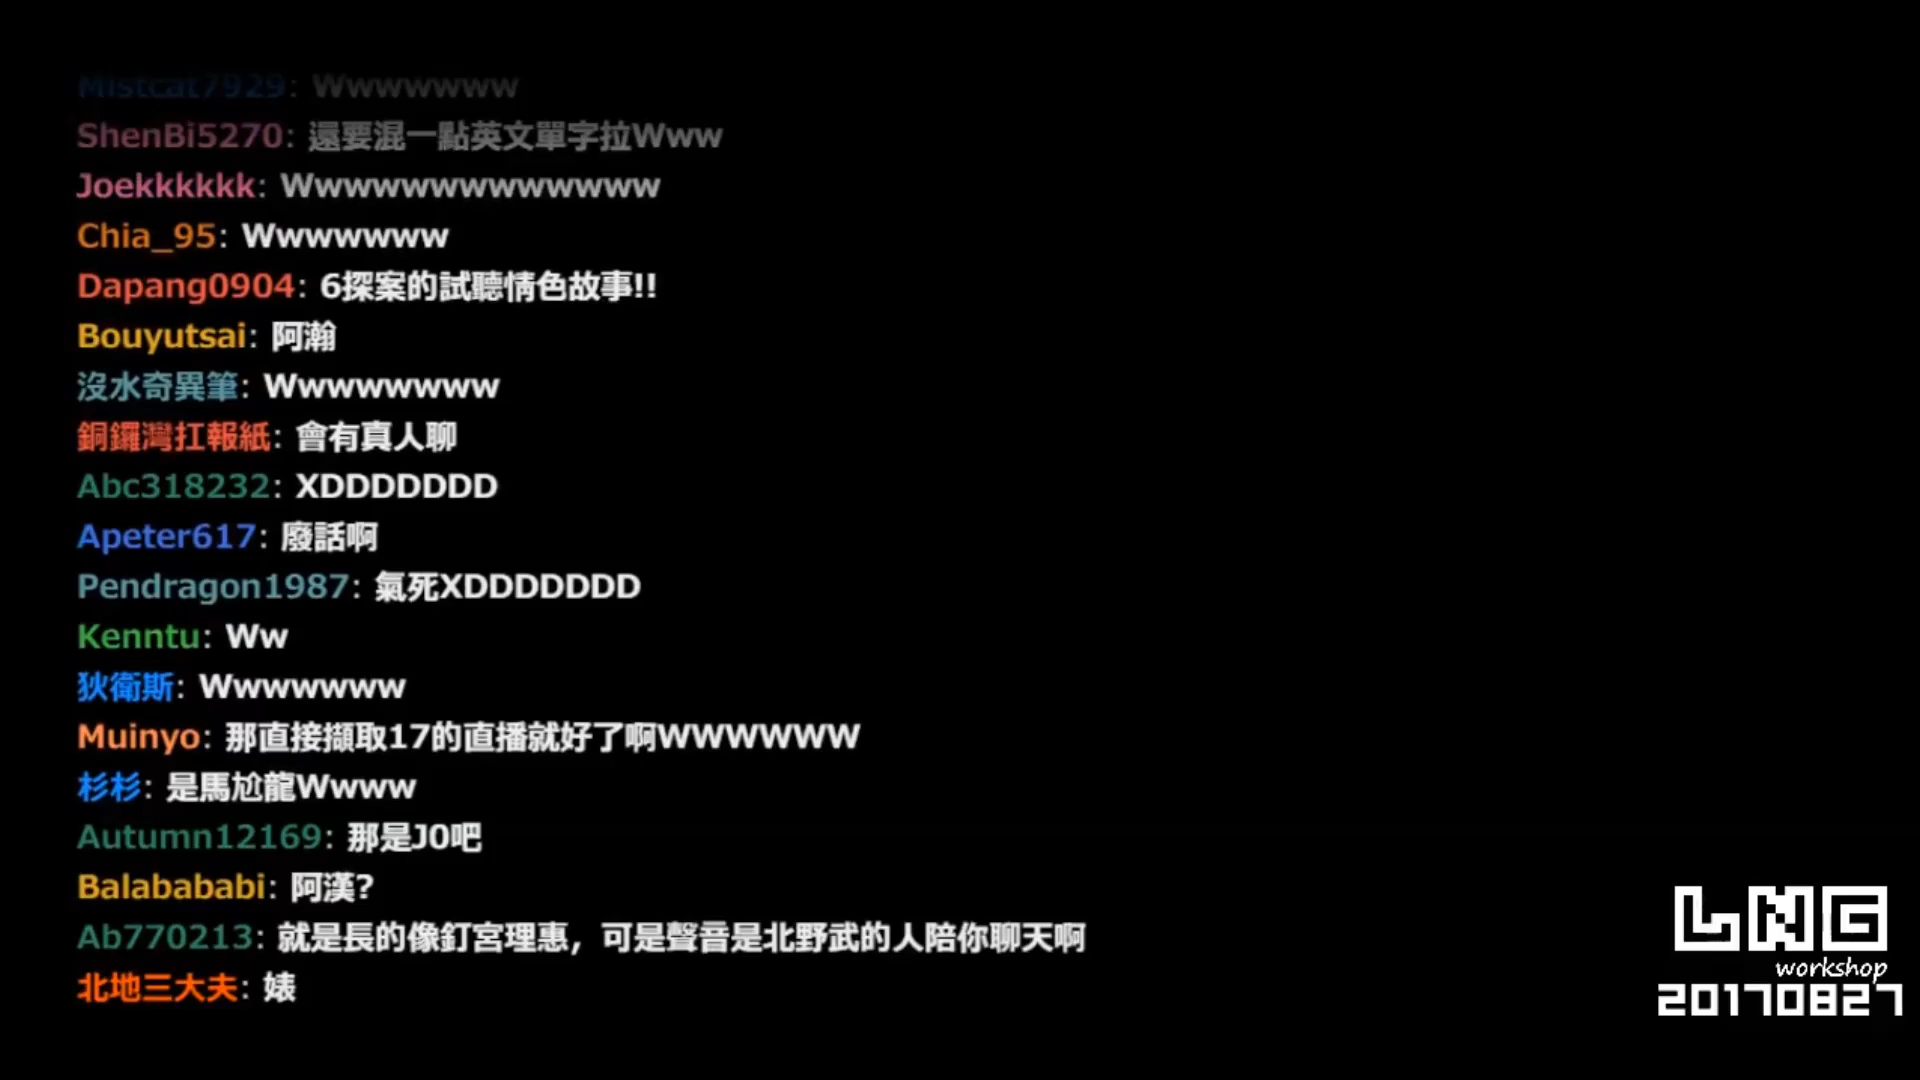 Mistcat7929: Wwwwwwww
ShenBi5270: 還要混一點英文單字拉Www
Joekkkkkk: Wwwwwwwwwwwwww
Chia_95: Wwwwwwww
Dapang0904: 6探案的試聽情色故事!!
Bouyutsai: 阿瀚
沒水奇異筆: Wwwwwwwww
銅鑼灣扛報紙: 會有真人聊
Abc318232: XDDDDDDD
Apeter617: 廢話啊
Pendragon1987: 氣死XDDDDDDD
Kenntu: Ww
狄衛斯: Wwwwwwww
Muinyo: 那直接擷取17的直播就好了啊WWWWWW
杉杉: 是馬尬龍Wwww
Autumn12169: 那是J0吧
Balabababi: 阿漢?
Ab770213: 就是長的像釘宮理惠，可是聲音是北野武的人陪你聊天啊
北地三大夫: 婊
LNG
workshop
20170827